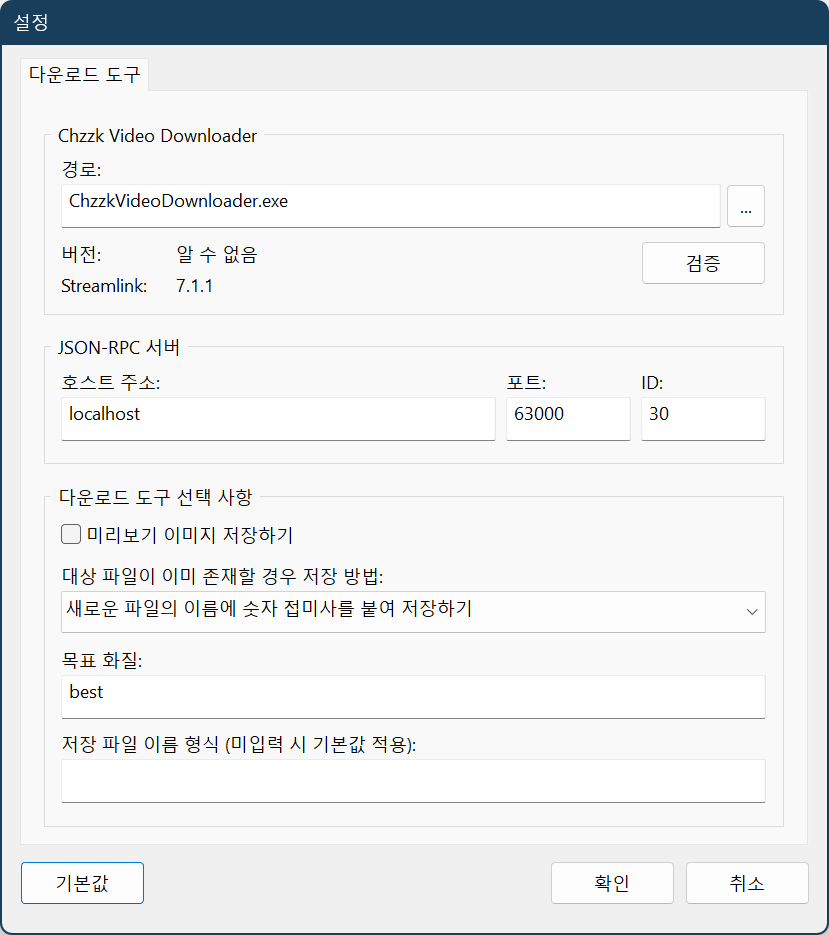 설정
다운로드 도구
Chzzk Video Downloader
경로:
ChzzkVideoDownloader.exe
...
버전: 알 수 없음
검증
Streamlink: 7.1.1
JSON-RPC 서버
호스트 주소: 포트: ID:
localhost 63000 30
다운로드 도구 선택 사항
미리보기 이미지 저장하기
대상 파일이 이미 존재할 경우 저장 방법:
새로운 파일의 이름에 숫자 접미사를 붙여 저장하기
목표 화질:
best
저장 파일 이름 형식 (미입력 시 기본값 적용):
기본값 확인 취소